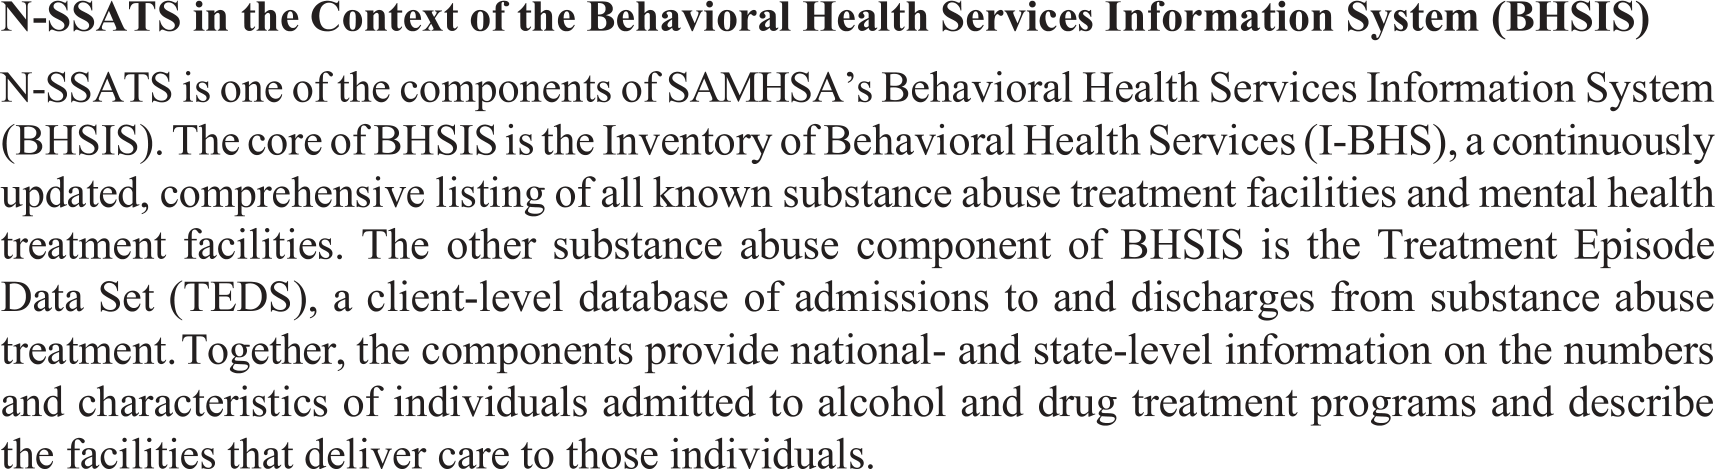 N-SSATS in the Context of the Behavioral Health Services Information System (BHSIS)
N-SSATS is one of the components of SAMHSA’s Behavioral Health Services Information System
(BHSIS). The core of BHSIS is the Inventory of Behavioral Health Services (I-BHS), a continuously
updated, comprehensive listing of all known substance abuse treatment facilities and mental health
treatment facilities. The other substance abuse component of BHSIS is the Treatment Episode
Data Set (TEDS), a client-level database of admissions to and discharges from substance abuse
treatment. Together, the components provide national- and state-level information on the numbers
and characteristics of individuals admitted to alcohol and drug treatment programs and describe
the facilities that deliver care to those individuals.